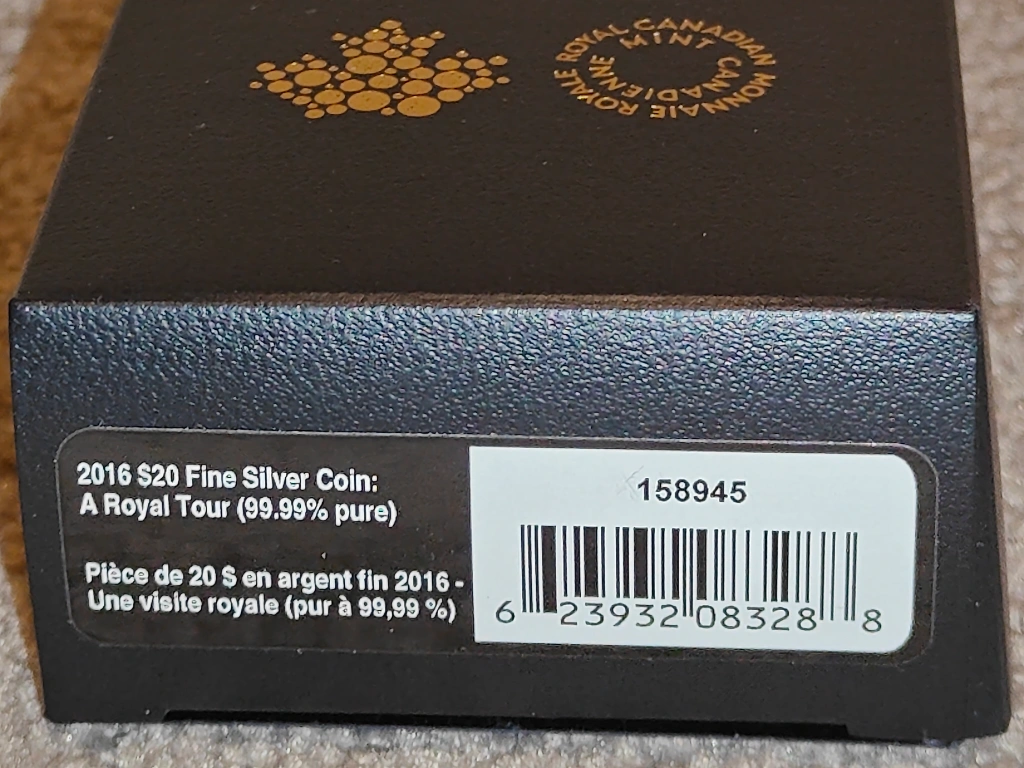 ROYAL CANADIAN MINT
MONNAIE ROYALE CANADIENNE
2016 $20 Fine Silver Coin:
A Royal Tour (99.99% pure)
Pièce de 20 $ en argent fin 2016 -
Une visite royale (pur à 99,99 %)
158945
6 23932 08328 8